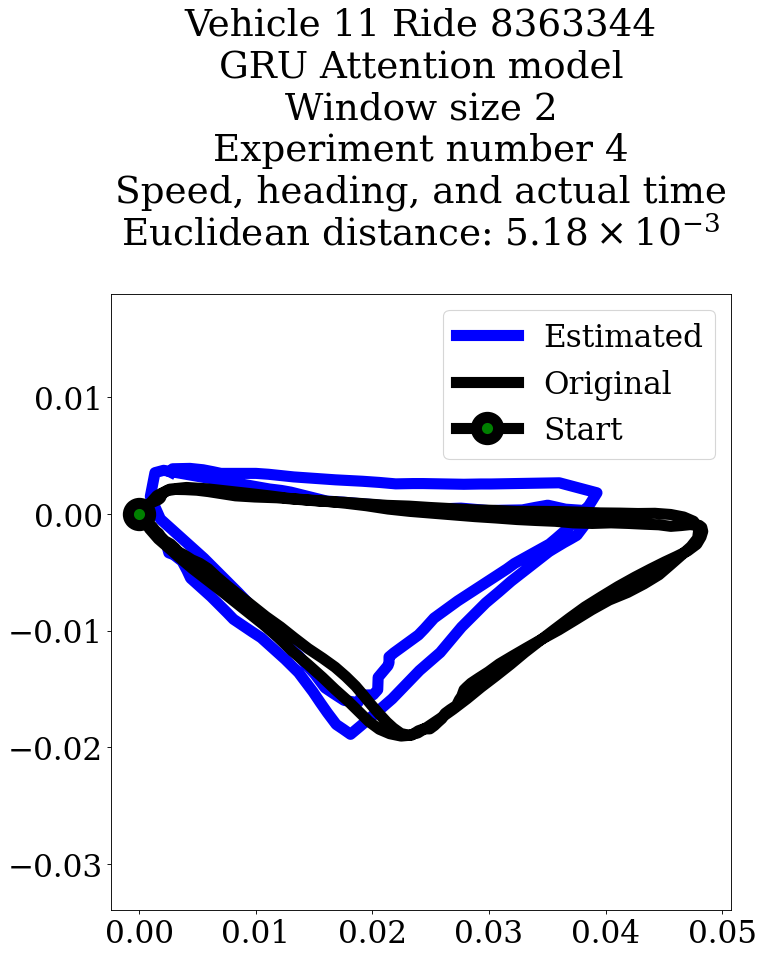 Vehicle 11 Ride 8363344
GRU Attention model
Window size 2
Experiment number 4
Speed, heading, and actual time
Euclidean distance: 5.18 × 10⁻³
Estimated
Original
Start
0.01
0.00
−0.01
−0.02
−0.03
0.00 0.01 0.02 0.03 0.04 0.05